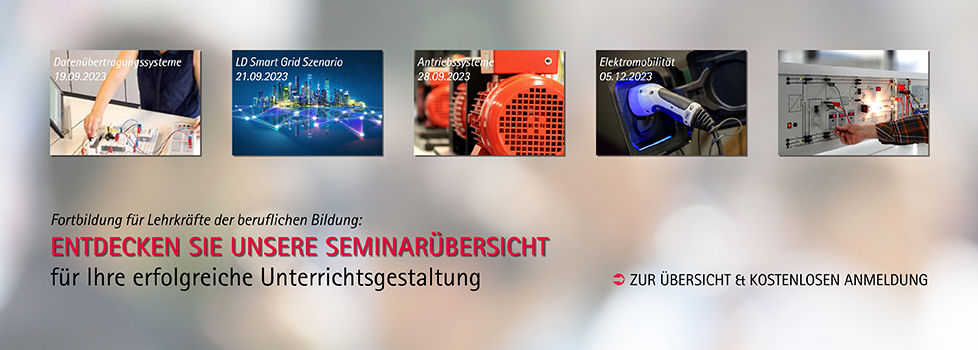 Datenübertragungssysteme
19.09.2023
LD Smart Grid Szenario
21.09.2023
Antriebssysteme
28.09.2023
Elektromobilität
05.12.2023
Fortbildung für Lehrkräfte der beruflichen Bildung:
ENTDECKEN SIE UNSERE SEMINARÜBERSICHT
für Ihre erfolgreiche Unterrichtsgestaltung
ZUR ÜBERSICHT & KOSTENLOSEN ANMELDUNG